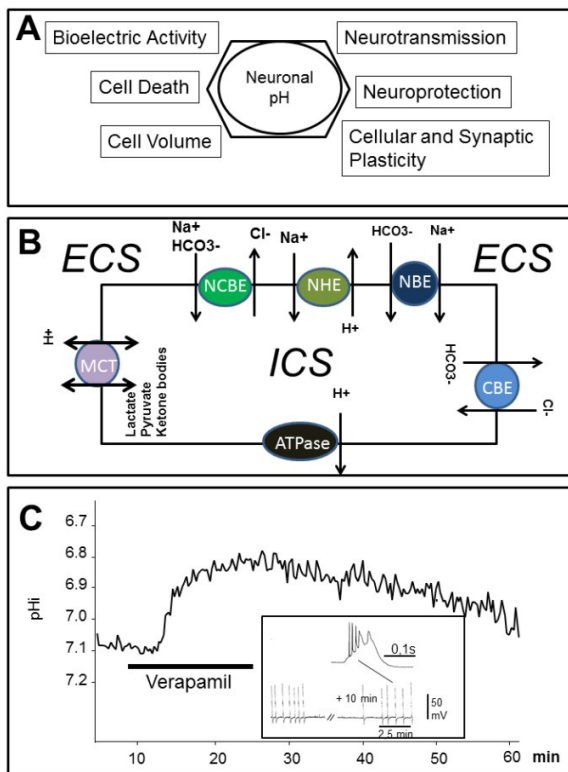 A
Bioelectric Activity
Neurotransmission
Cell Death
Neuronal
pH
Neuroprotection
Cell Volume
Cellular and Synaptic
Plasticity
B
ECS
Na+
HCO3-
Cl-
Na+
HCO3-
Na+
ECS
NCBE
NHE
NBE
H+
H+
MCT
Lactate
Pyruvate
Ketone bodies
ICS
HCO3-
CBE
Cl-
H+
ATPase
C
6.7
6.8
6.9
7.0
7.1
7.2
pHi
Verapamil
0,1s
+ 10 min
50
mV
2.5 min
10
20
30
40
50
60
min